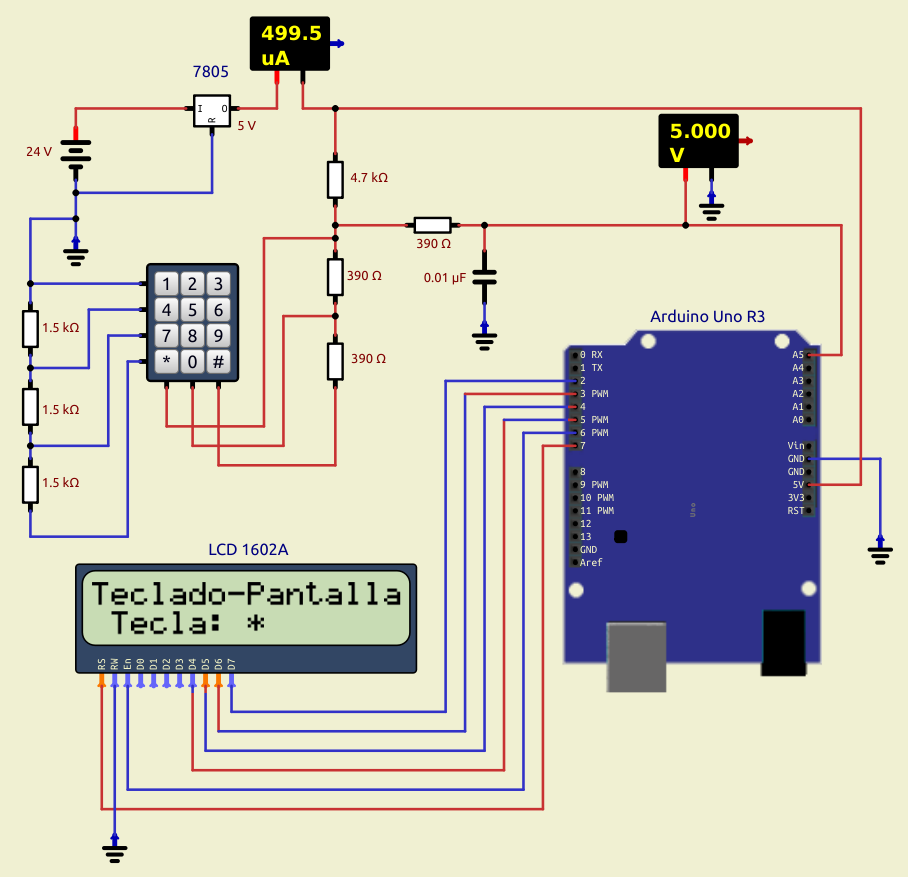 499.5
uA
7805
I O
R
5 V
24 V
5.000
V
4.7 kΩ
390 Ω
390 Ω
0.01 µF
390 Ω
1 2 3
4 5 6
7 8 9
* 0 #
1.5 kΩ
1.5 kΩ
1.5 kΩ
Arduino Uno R3
0 RX
1 TX
2
3 PWM
4
5 PWM
6 PWM
7
8
9 PWM
10 PWM
11 PWM
12
13
GND
Aref
A5
A4
A3
A2
A1
A0
Vin
GND
GND
5V
3V3
RST
Uno
LCD 1602A
Teclado-Pantalla
Tecla: *
RS RW En D0 D1 D2 D3 D4 D5 D6 D7